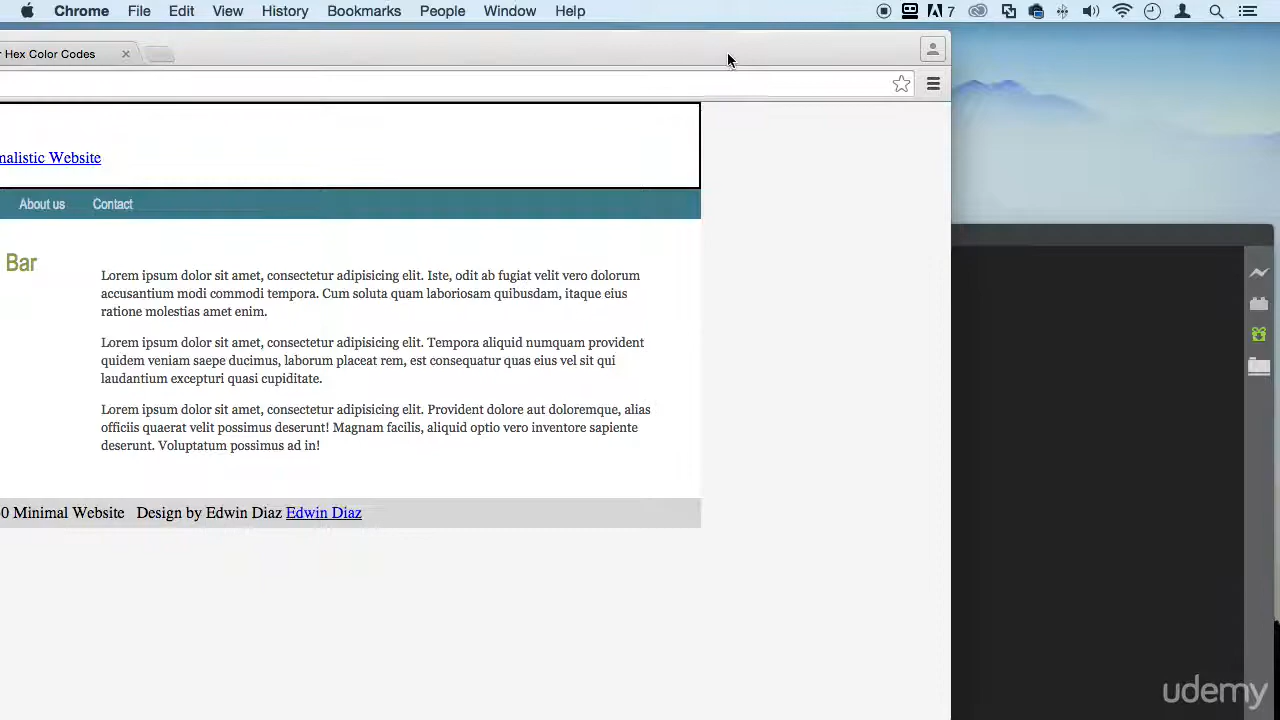 Chrome File Edit View History Bookmarks People Window Help 7
Hex Color Codes
malistic Website
About us Contact
Bar
Lorem ipsum dolor sit amet, consectetur adipisicing elit. Iste, odit ab fugiat velit vero dolorum
accusantium modi commodi tempora. Cum soluta quam laboriosam quibusdam, itaque eius
ratione molestias amet enim.
Lorem ipsum dolor sit amet, consectetur adipisicing elit. Tempora aliquid numquam provident
quidem veniam saepe ducimus, laborum placeat rem, est consequatur quas eius vel sit qui
laudantium excepturi quasi cupiditate.
Lorem ipsum dolor sit amet, consectetur adipisicing elit. Provident dolore aut doloremque, alias
officiis quaerat velit possimus deserunt! Magnam facilis, aliquid optio vero inventore sapiente
deserunt. Voluptatum possimus ad in!
0 Minimal Website Design by Edwin Diaz Edwin Diaz
udemy